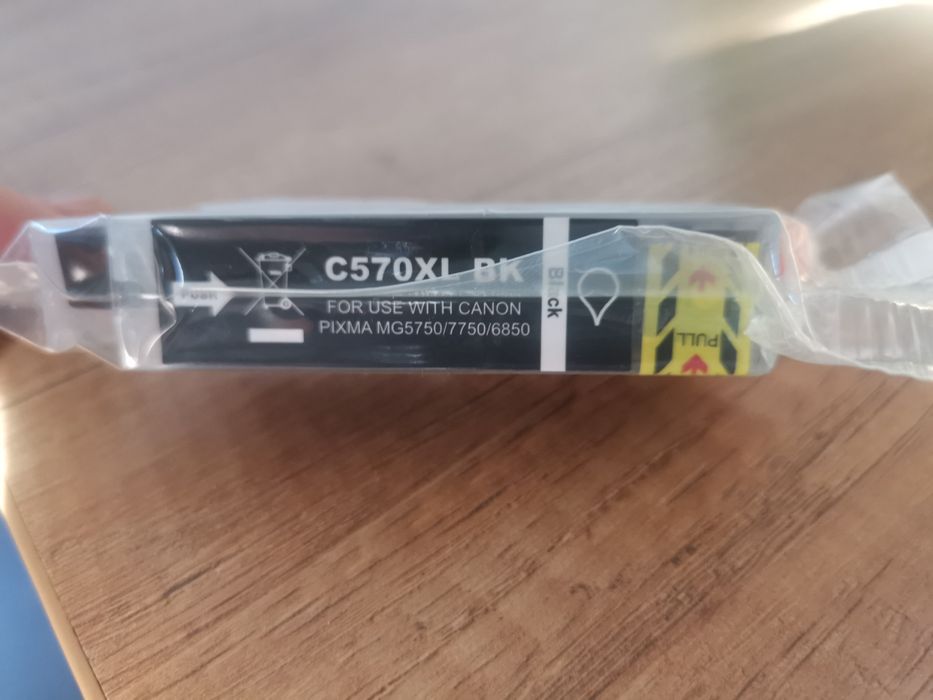 PUSH
C570XL BK
FOR USE WITH CANON
PIXMA MG5750/7750/6850
Black
PULL